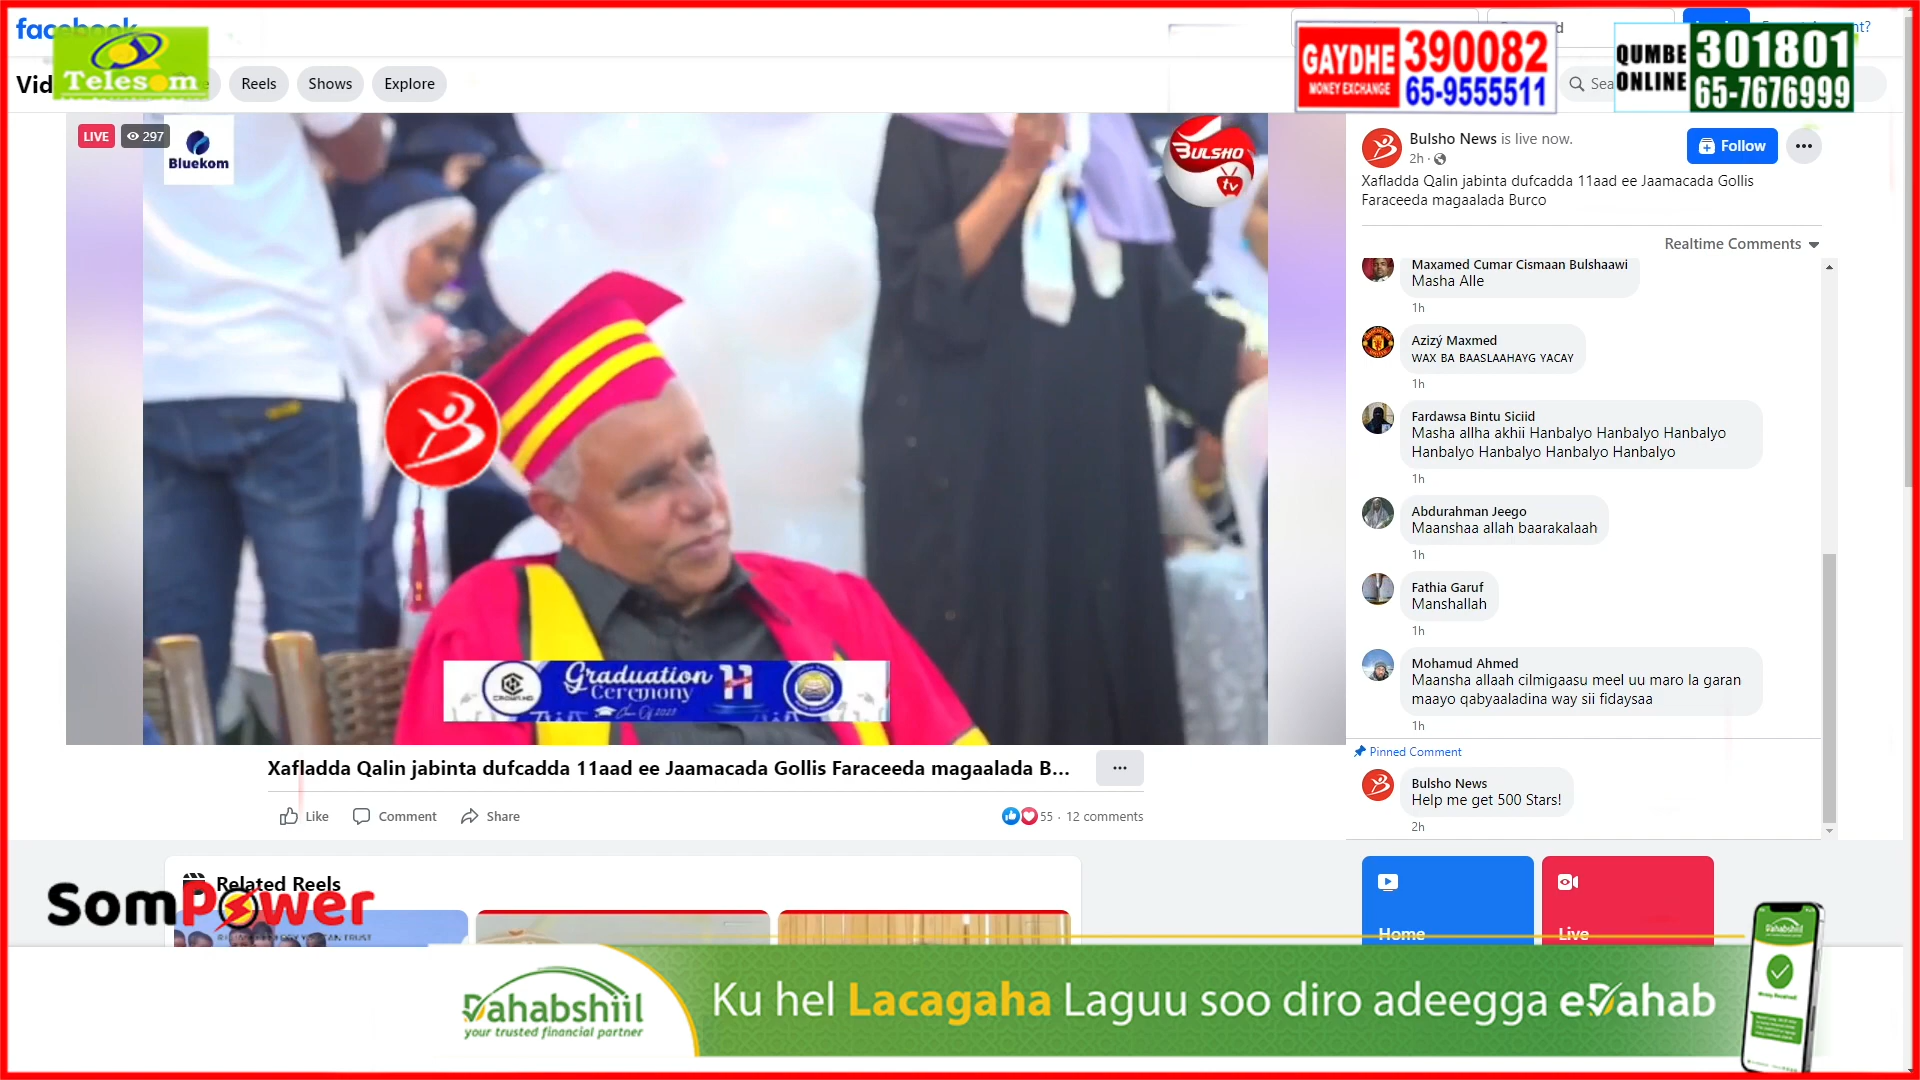 facebook
Telesom
GAYDHE
MONEY EXCHANGE
390082
65-9555511
QUMBE
ONLINE
301801
65-7676999
Reels
Shows
Explore
LIVE
297
Bluekom
BULSHO
tv
Bulsho News is live now.
2h
Follow
Xafladda Qalin jabinta dufcadda 11aad ee Jaamacada Gollis
Faraceeda magaalada Burco
Realtime Comments
Maxamed Cumar Cismaan Bulshaawi
Masha Alle
1h
Azizý Maxmed
WAX BA BAASLAAHAYG YACAY
1h
Fardawsa Bintu Siciid
Masha allha akhii Hanbalyo Hanbalyo Hanbalyo
Hanbalyo Hanbalyo Hanbalyo Hanbalyo
1h
Abdurahman Jeego
Maanshaa allah baarakalaah
1h
Fathia Garuf
Manshallah
1h
Mohamud Ahmed
Maansha allaah cilmigaasu meel uu maro la garan
maayo qabyaaladina way sii fidaysaa
1h
Pinned Comment
Bulsho News
Help me get 500 Stars!
2h
Graduation
Ceremony
11
Xafladda Qalin jabinta dufcadda 11aad ee Jaamacada Gollis Faraceeda magaalada B...
Like
Comment
Share
55 · 12 comments
Related Reels
SomPower
Home
Live
Dahabshiil
your trusted financial partner
Ku hel Lacagaha Laguu soo diro adeegga eDahab
Dahabshiil